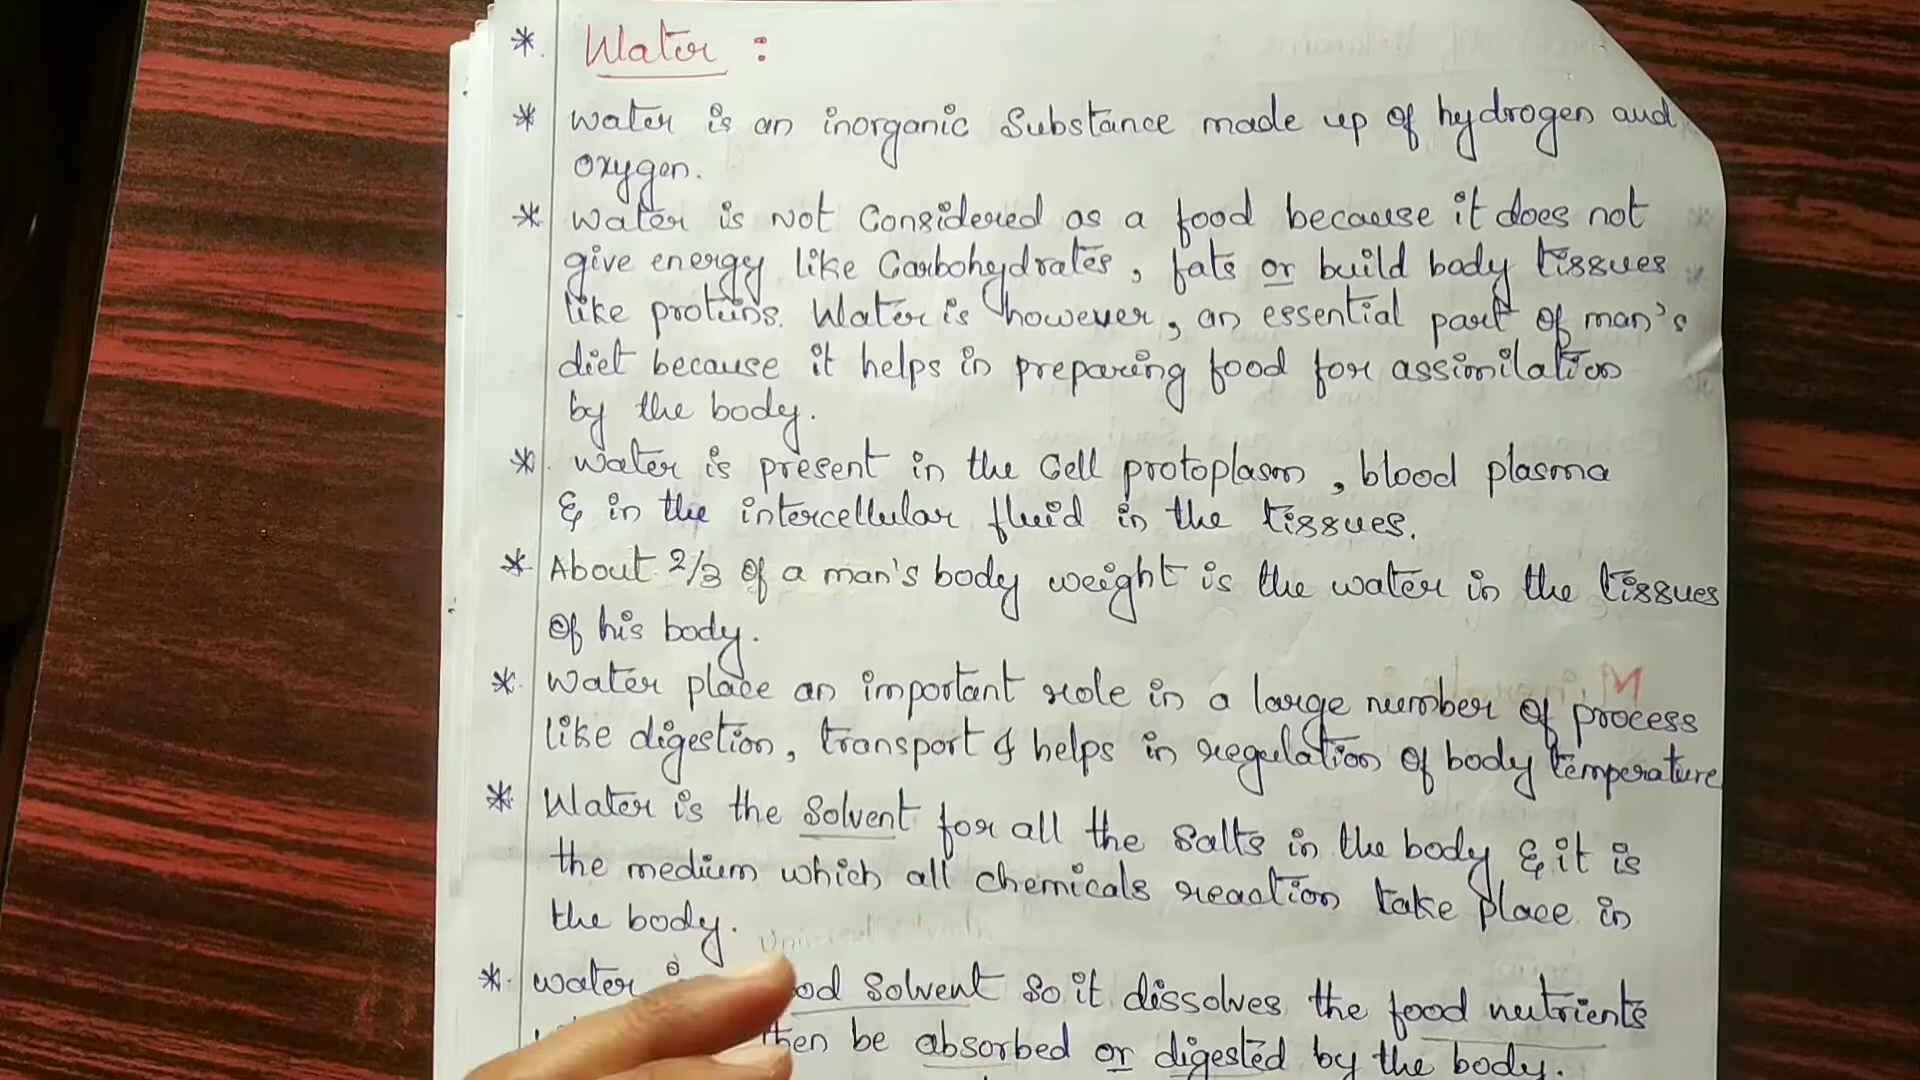 * Water :
* Water is an inorganic Substance made up of hydrogen and
oxygen.
* Water is Not Considered as a food because it does not
give energy like Carbohydrates, fats or build body tissues
like proteins. Water is however, an essential part of man's
diet because it helps in preparing food for assimilation
by the body.
* Water is present in the Cell protoplasm, blood plasma
& in the intercellular fluid in the tissues.
* About 2/3 of a man's body weight is the water in the tissues
of his body.
* Water place an important role in a large number of process
like digestion, transport & helps in regulation of body temperature
* Water is the Solvent for all the Salts in the body & it is
the medium which all chemicals reaction take place in
the body.
* Water od Solvent So it dissolves the food nutrients
then be absorbed or digested by the body.